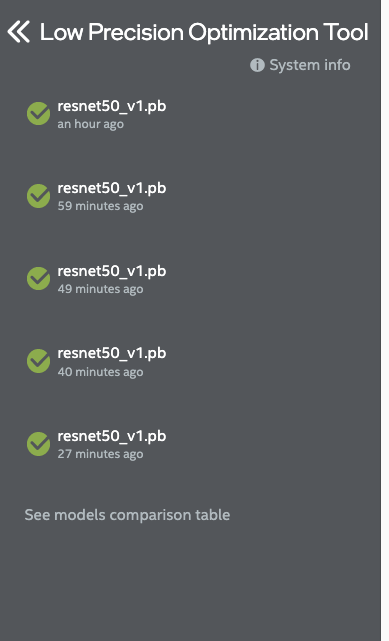 Low Precision Optimization Tool
System info
resnet50_v1.pb
an hour ago
resnet50_v1.pb
59 minutes ago
resnet50_v1.pb
49 minutes ago
resnet50_v1.pb
40 minutes ago
resnet50_v1.pb
27 minutes ago
See models comparison table